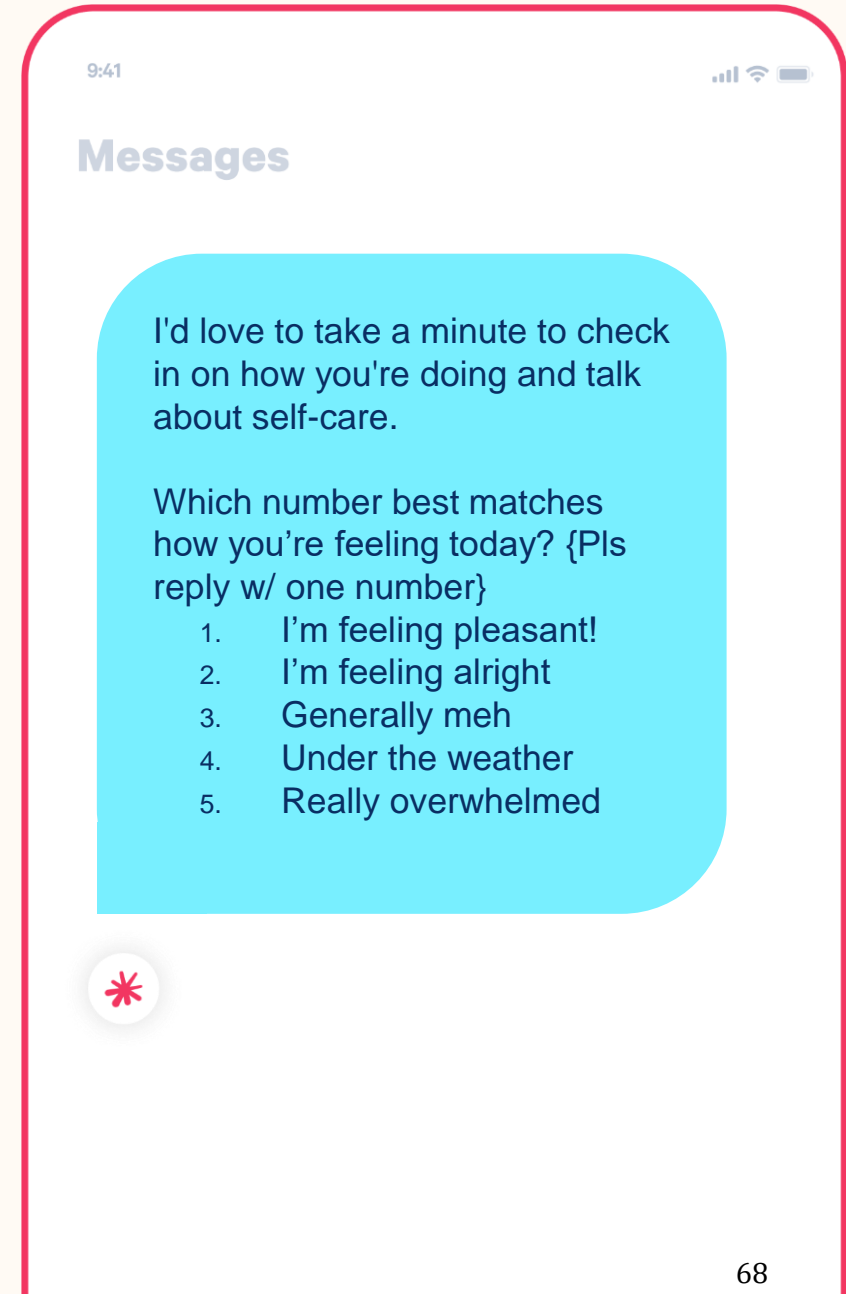 9:41
Messages
I'd love to take a minute to check
in on how you're doing and talk
about self-care.
Which number best matches
how you’re feeling today? {Pls
reply w/ one number}
1. I’m feeling pleasant!
2. I’m feeling alright
3. Generally meh
4. Under the weather
5. Really overwhelmed
68